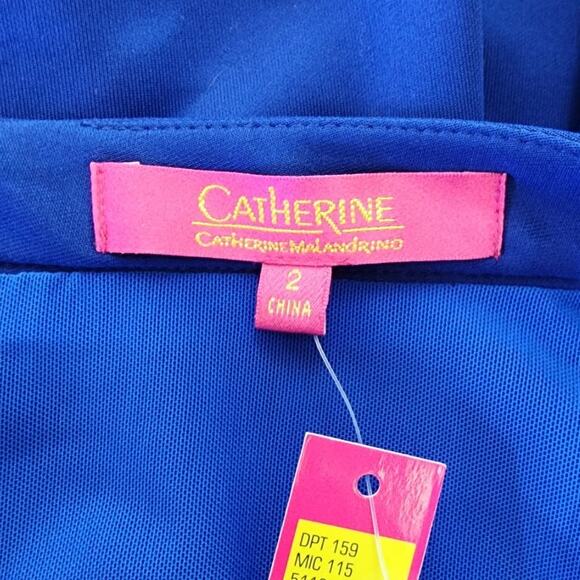 CATHERINE
CATHERINE MALANDRINO
2
CHINA
DPT 159
MIC 115